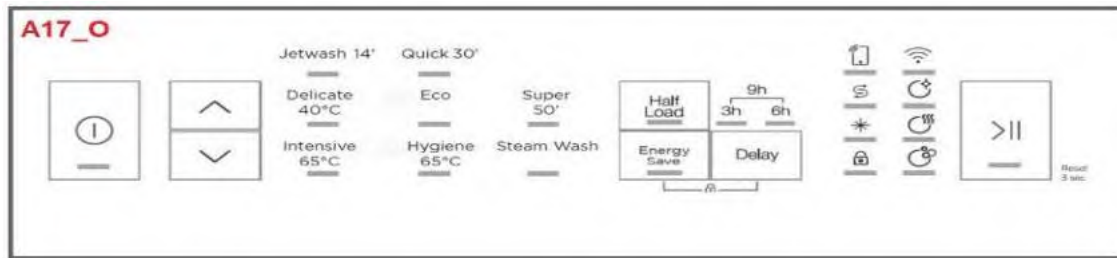 A17_O
Jetwash 14' Quick 30'
Delicate
40°C
Eco
Super
50'
Intensive
65°C
Hygiene
65°C
Steam Wash
Half
Load
9h
3h 6h
Energy
Save
Delay
Reset
3 sec.